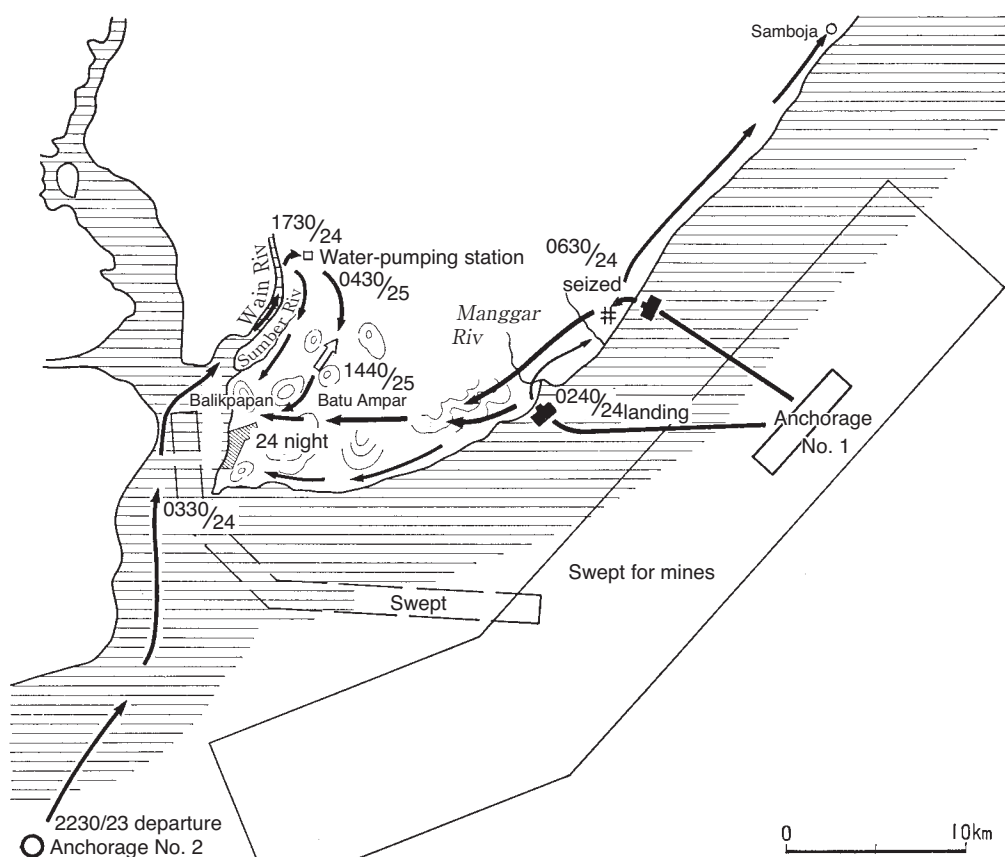 Samboja
1730/24
Water-pumping station
0430/25
0630/24
seized
Wain Riv
Sumber Riv
Manggar
Riv
1440/25
Balikpapan
Batu Ampar
0240/24 landing
Anchorage
No. 1
24 night
0330/24
Swept for mines
Swept
2230/23 departure
Anchorage No. 2
0
10km